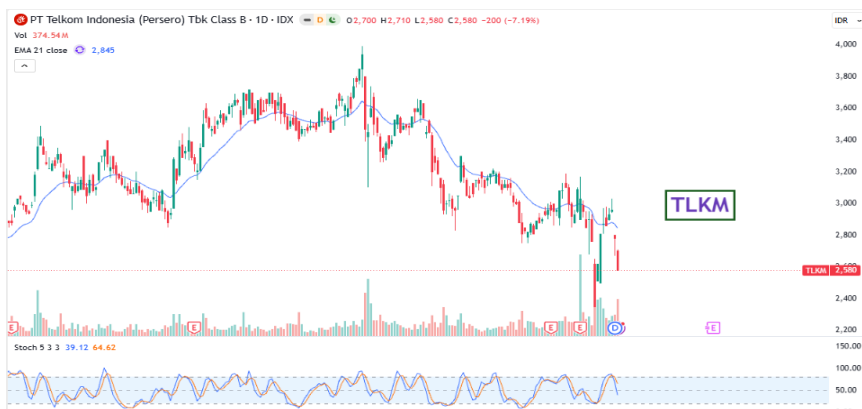 PT Telkom Indonesia (Persero) Tbk Class B · 1D · IDX D O2,700 H2,710 L2,580 C2,580 −200 (−7.19%) IDR
Vol 374.54M
EMA 21 close 2,845
4,000
3,800
3,600
3,400
3,200
3,000
TLKM
2,800
2,600
TLKM 2,580
2,400
2,200
E E E E D E
Stoch 5 3 3 39.12 64.62
150.00
100.00
50.00
0.00